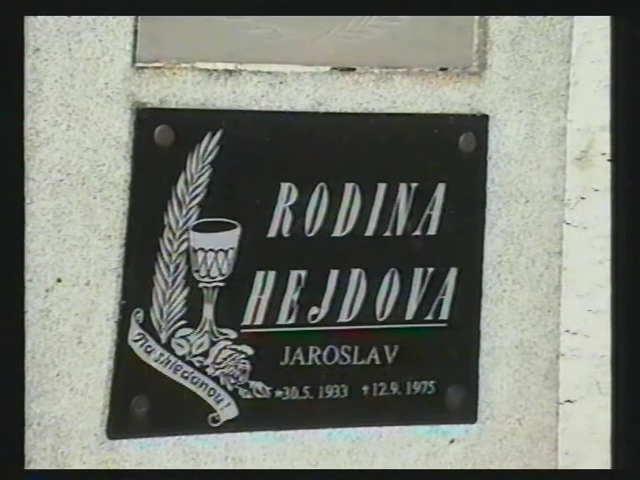 RODINA
HEJDOVA
JAROSLAV
*30.5. 1933 †12.9. 1975
Na shledanou!